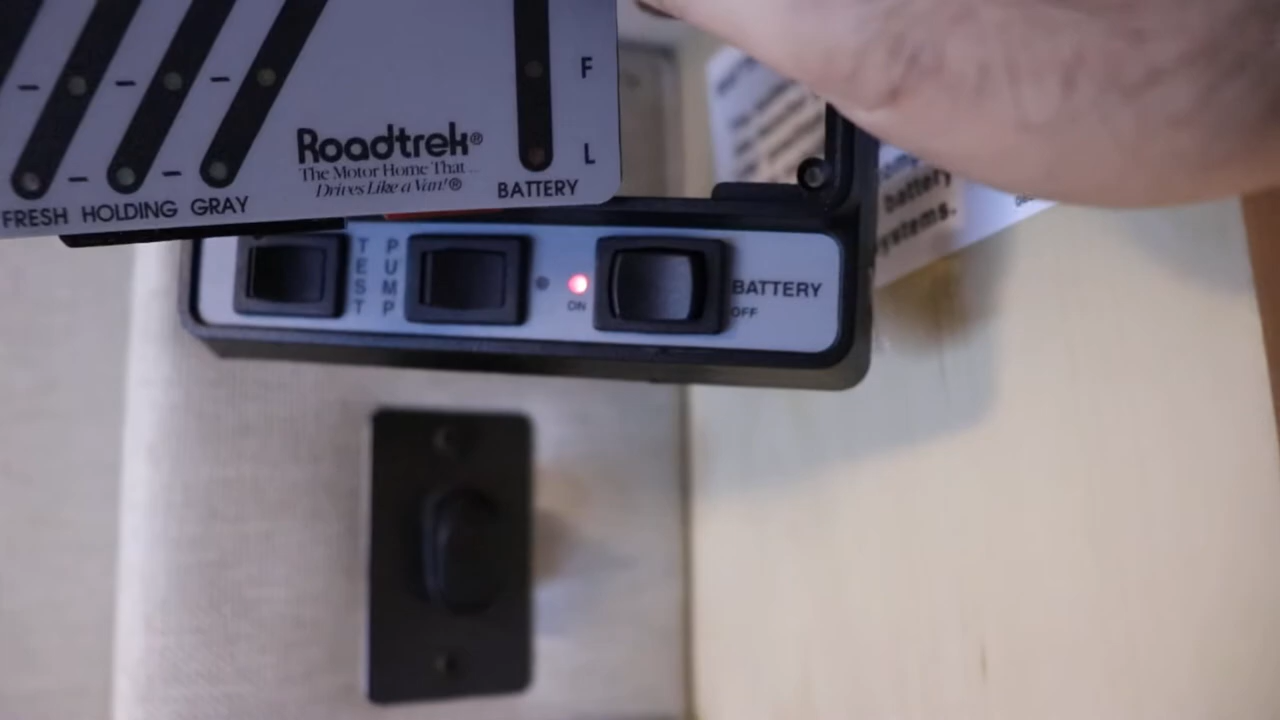 F
L
Roadtrek®
The Motor Home That...
Drives Like a Van!®
FRESH HOLDING GRAY
BATTERY
TEST
PUMP
ON
BATTERY
OFF
battery
systems.